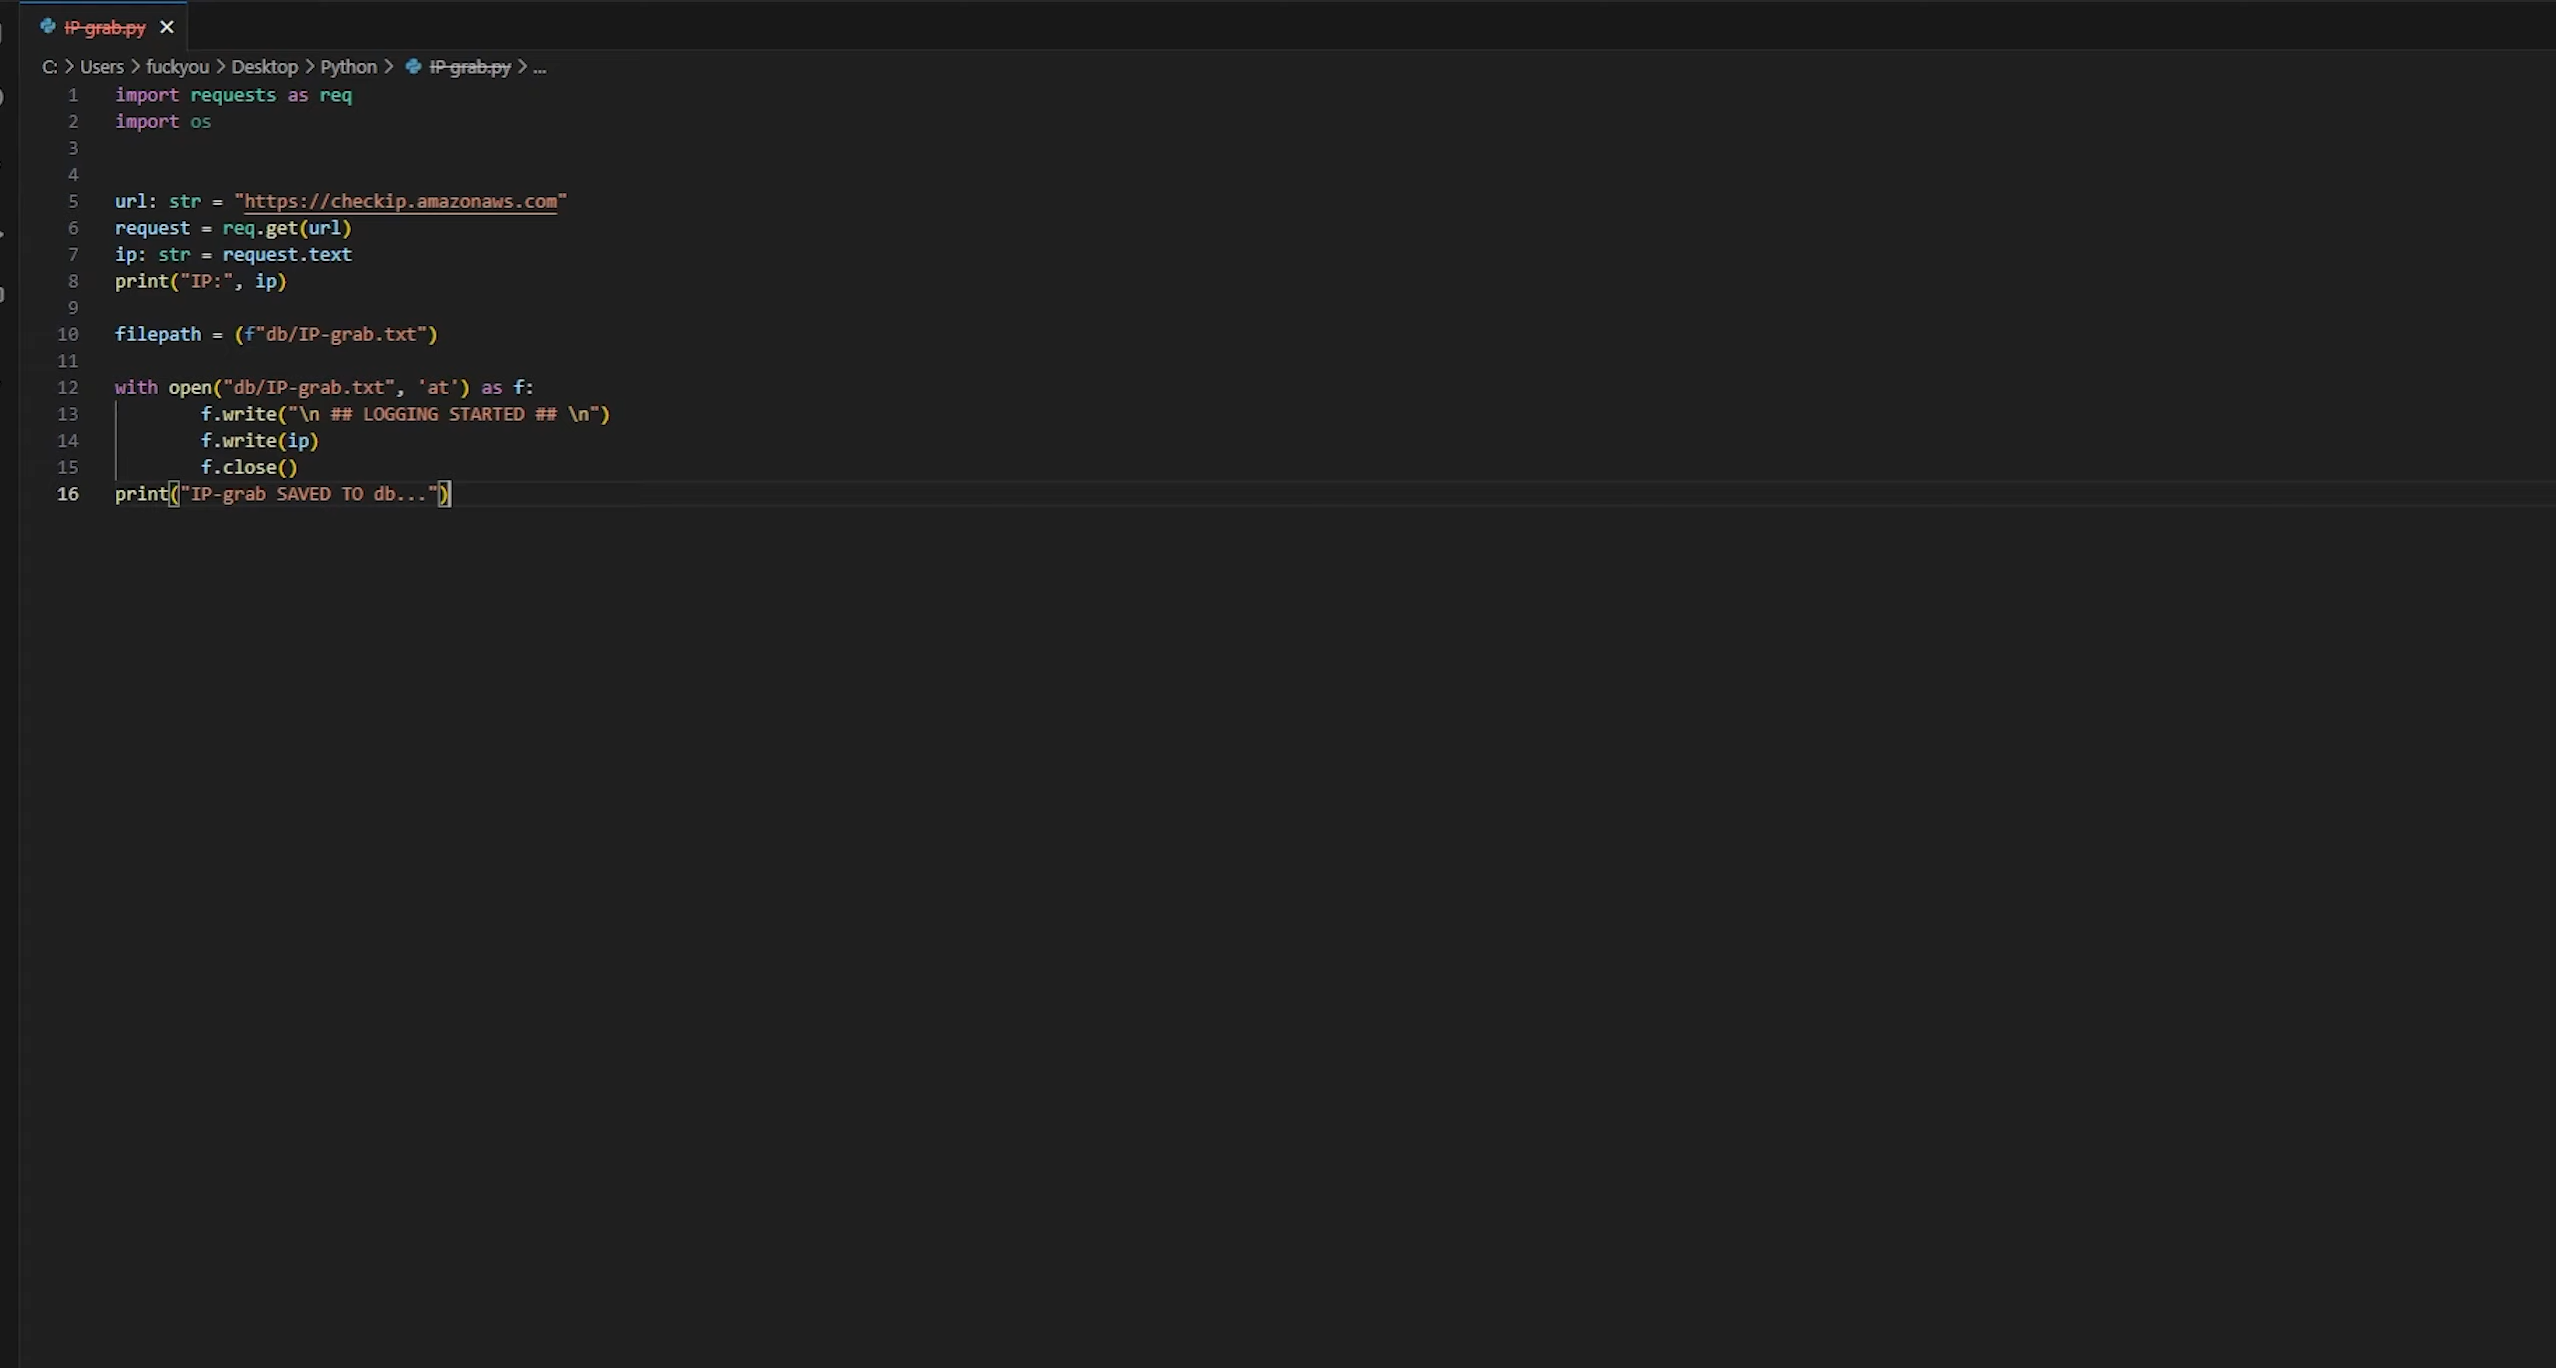 IP grab.py
C: > Users > fuckyou > Desktop > Python > IP grab.py > ...
1 import requests as req
2 import os
3
4
5 url: str = "https://checkip.amazonaws.com"
6 request = req.get(url)
7 ip: str = request.text
8 print("IP:", ip)
9
10 filepath = (f"db/IP-grab.txt")
11
12 with open("db/IP-grab.txt", 'at') as f:
13 f.write("\n ## LOGGING STARTED ## \n")
14 f.write(ip)
15 f.close()
16 print("IP-grab SAVED TO db...")